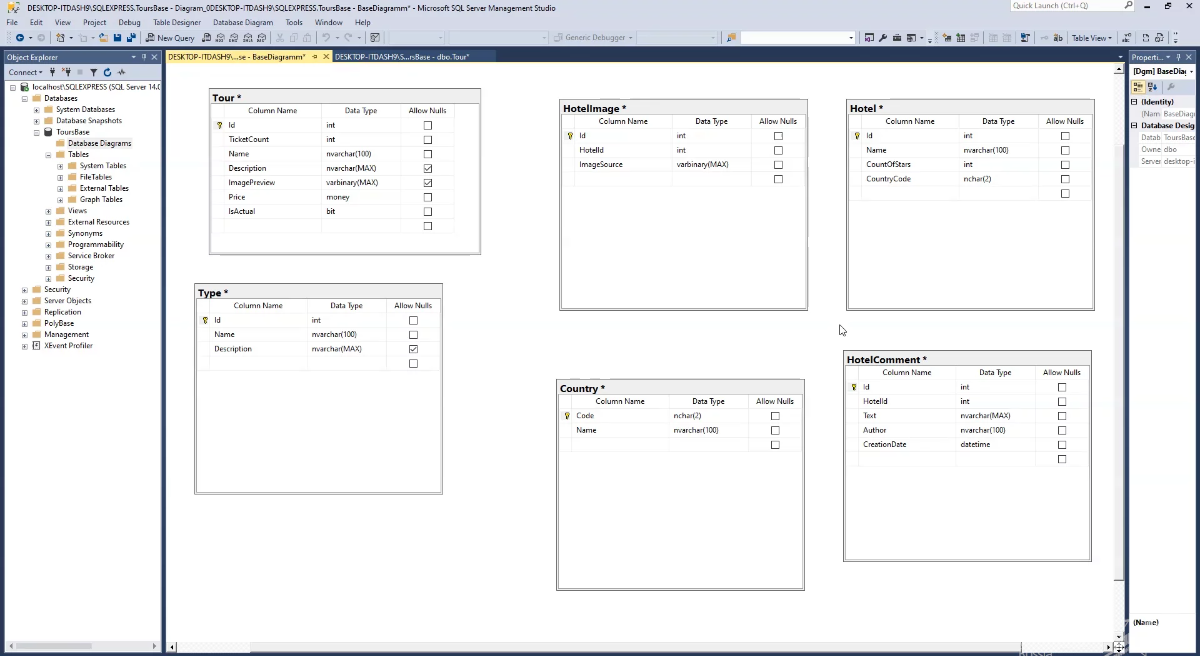 DESKTOP-ITDASH9\SQLEXPRESS.ToursBase - Diagram_0DESKTOP-ITDASH9\SQLEXPRESS.ToursBase - BaseDiagramm* - Microsoft SQL Server Management Studio
Quick Launch (Ctrl+Q)
File Edit View Project Debug Table Designer Database Diagram Tools Window Help
New Query Generic Debugger Table View
Object Explorer
DESKTOP-ITDASH9\...se - BaseDiagramm*
DESKTOP-ITDASH9\S...rsBase - dbo.Tour*
Connect
localhost\SQLEXPRESS (SQL Server 14.0
Databases
System Databases
Database Snapshots
ToursBase
Database Diagrams
Tables
System Tables
FileTables
External Tables
Graph Tables
Views
External Resources
Synonyms
Programmability
Service Broker
Storage
Security
Security
Server Objects
Replication
PolyBase
Management
XEvent Profiler
Tour *
Column Name Data Type Allow Nulls
Id int
TicketCount int
Name nvarchar(100)
Description nvarchar(MAX)
ImagePreview varbinary(MAX)
Price money
IsActual bit
Type *
Column Name Data Type Allow Nulls
Id int
Name nvarchar(100)
Description nvarchar(MAX)
HotelImage *
Column Name Data Type Allow Nulls
Id int
HotelId int
ImageSource varbinary(MAX)
Country *
Column Name Data Type Allow Nulls
Code nchar(2)
Name nvarchar(100)
Hotel *
Column Name Data Type Allow Nulls
Id int
Name nvarchar(100)
CountOfStars int
CountryCode nchar(2)
HotelComment *
Column Name Data Type Allow Nulls
Id int
HotelId int
Text nvarchar(MAX)
Author nvarchar(100)
CreationDate datetime
Properti...
[Dgm] BaseDiag
(Identity)
(Nam BaseDiagr
Database Desig
Datab ToursBase
Owne dbo
Server desktop-i
(Name)